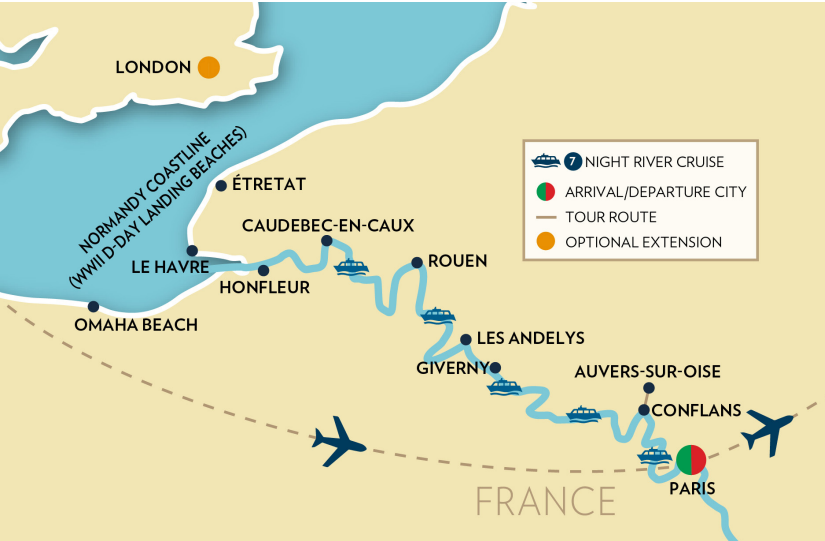 LONDON
NORMANDY COASTLINE
(WWII D-DAY LANDING BEACHES)
ÉTRETAT
CAUDEBEC-EN-CAUX
LE HAVRE
HONFLEUR
ROUEN
OMAHA BEACH
LES ANDELYS
GIVERNY
AUVERS-SUR-OISE
CONFLANS
PARIS
FRANCE
7 NIGHT RIVER CRUISE
ARRIVAL/DEPARTURE CITY
TOUR ROUTE
OPTIONAL EXTENSION